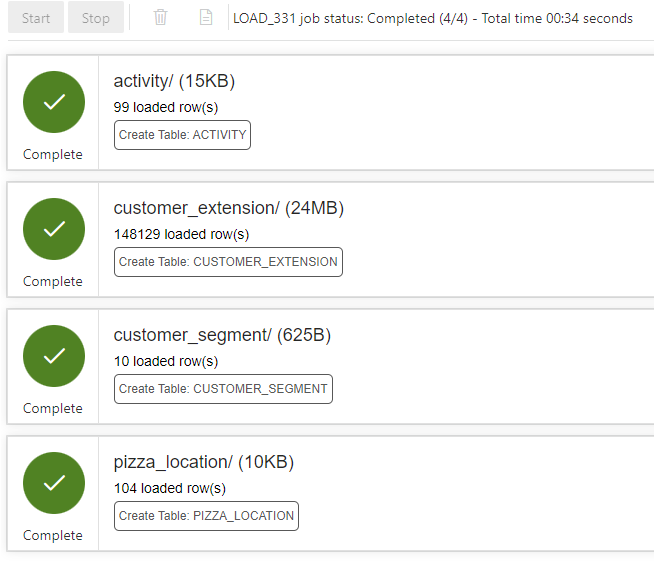 Start Stop LOAD_331 job status: Completed (4/4) - Total time 00:34 seconds
activity/ (15KB)
99 loaded row(s)
Create Table: ACTIVITY
Complete
customer_extension/ (24MB)
148129 loaded row(s)
Create Table: CUSTOMER_EXTENSION
Complete
customer_segment/ (625B)
10 loaded row(s)
Create Table: CUSTOMER_SEGMENT
Complete
pizza_location/ (10KB)
104 loaded row(s)
Create Table: PIZZA_LOCATION
Complete